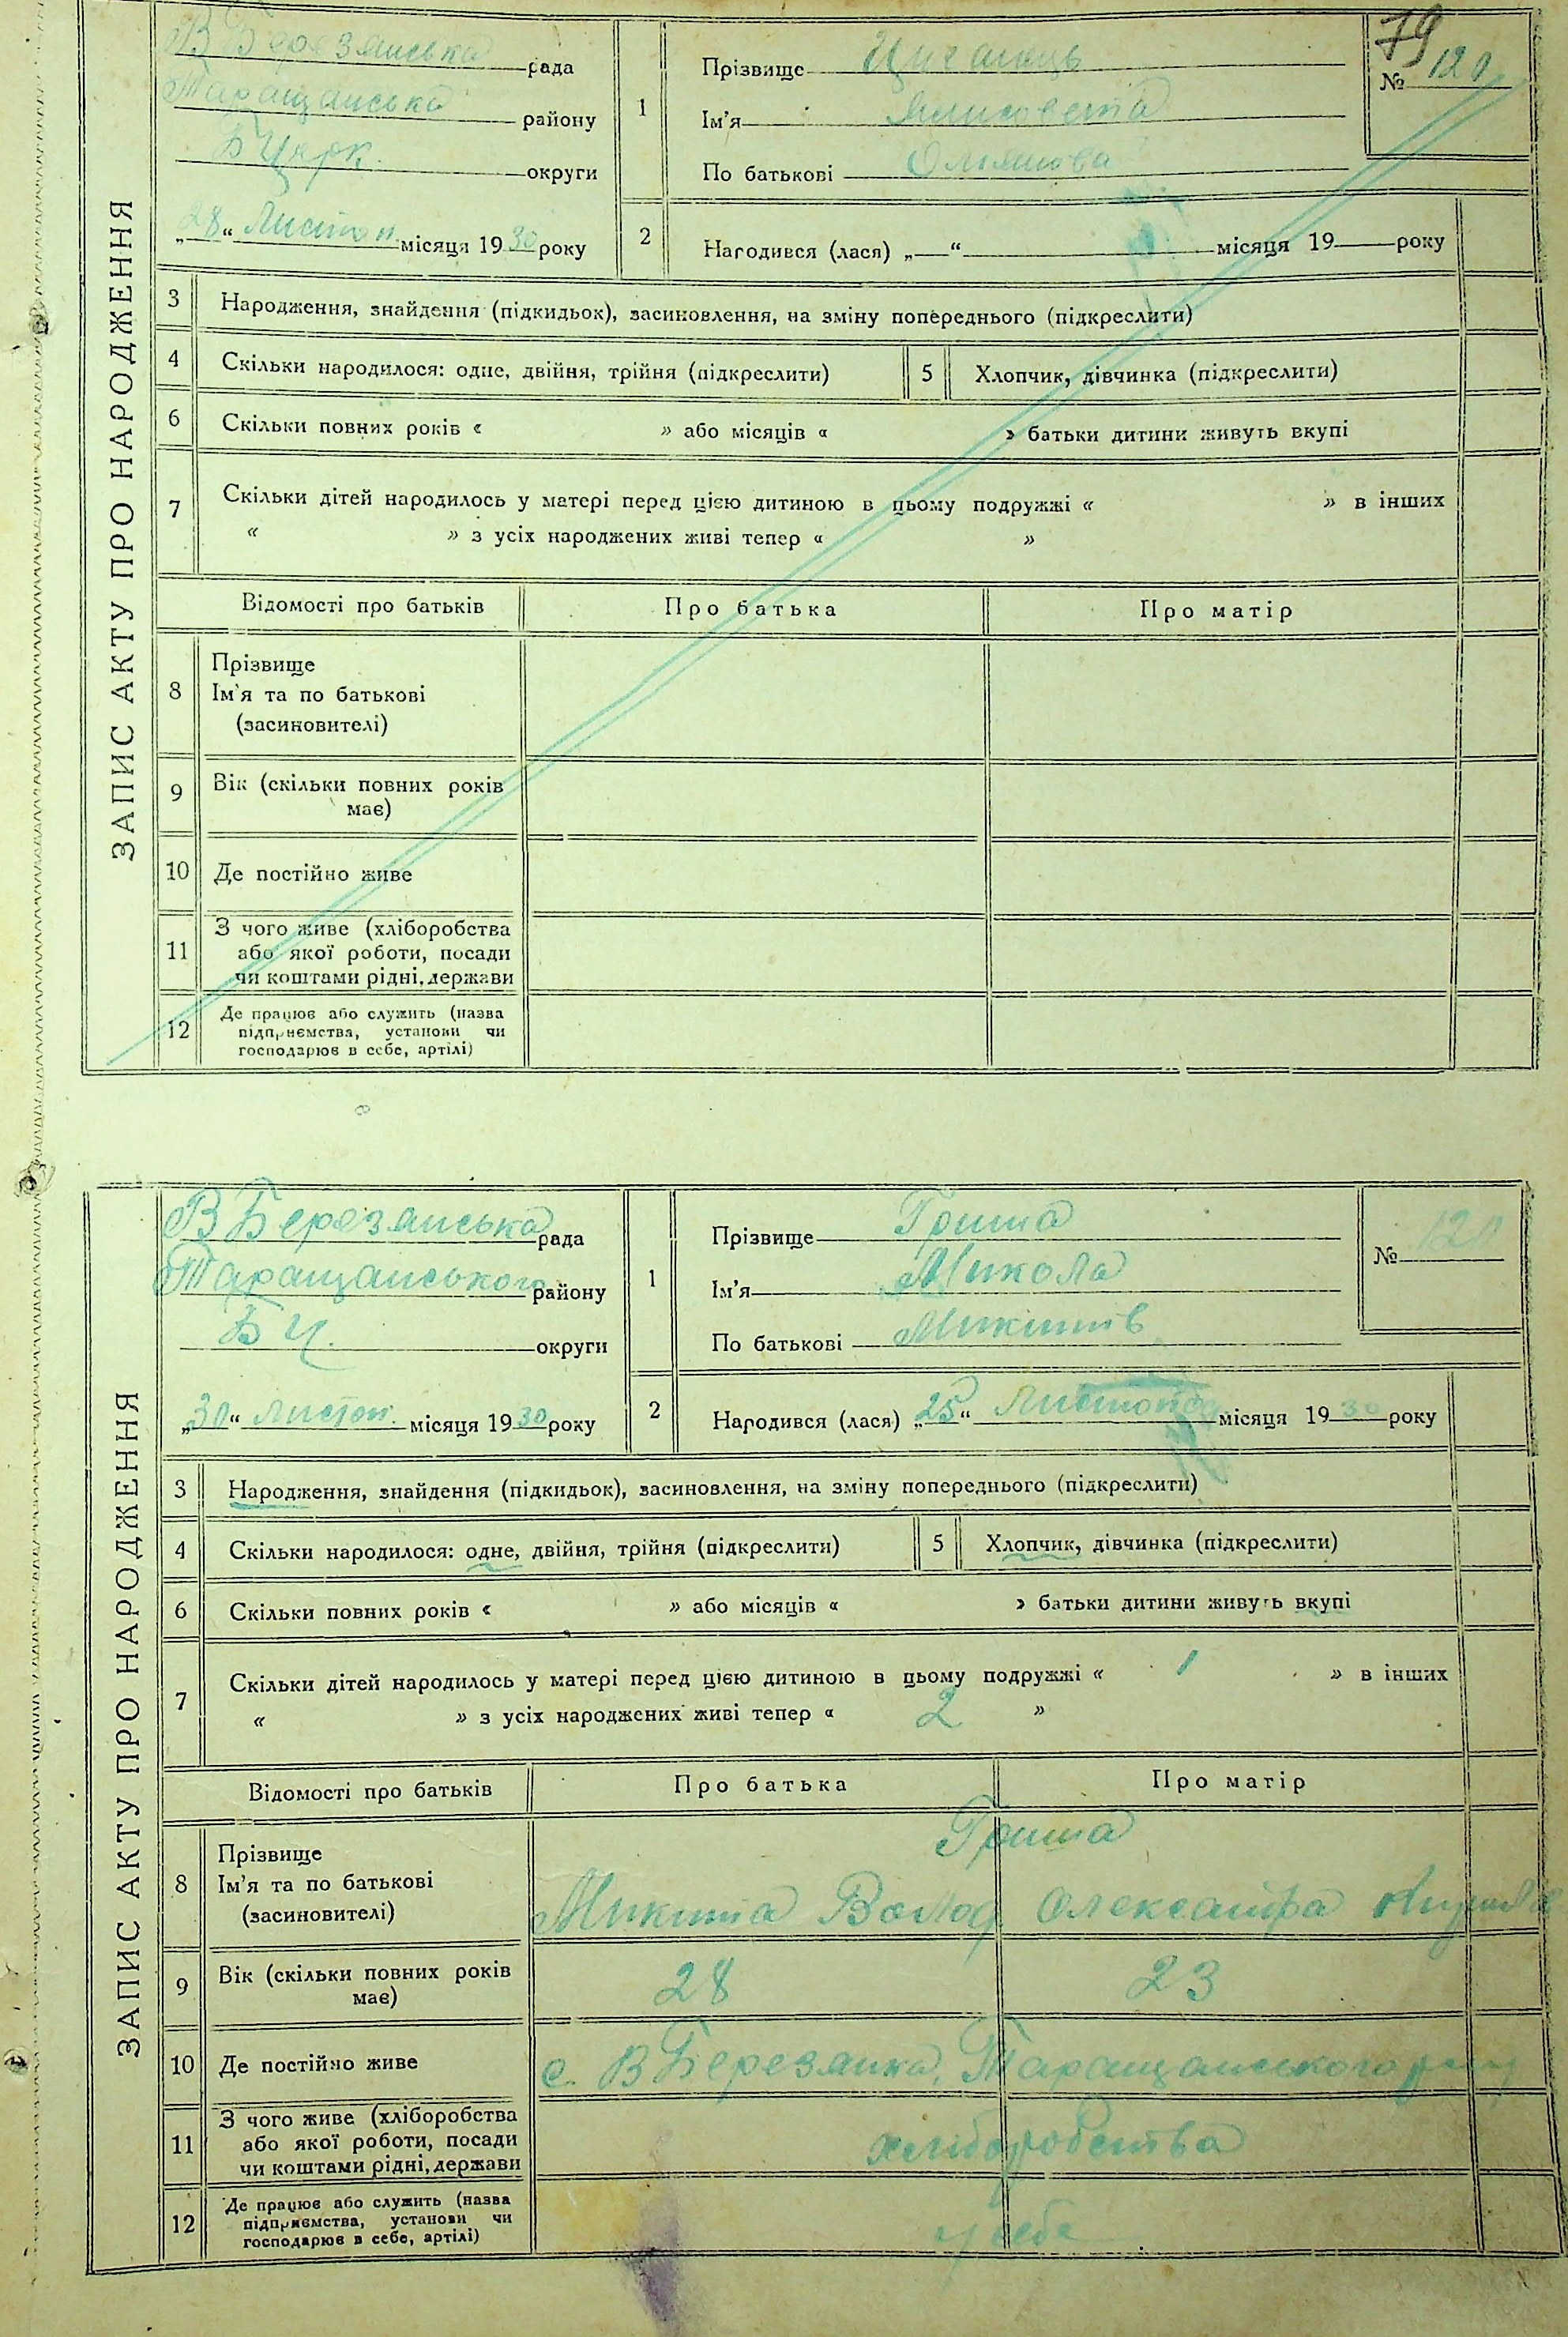 79
ЗАПИС АКТУ ПРО НАРОДЖЕННЯ
В Березанська рада
Таращанська району
Б Церк. округи
„28“ Листоп. місяця 1930 року
1
Прізвище
Ім'я
По батькові
№ 120
2 Народився (лася) „ “ місяця 19 року
3 Народження, знайдення (підкидьок), засиновлення, на зміну попереднього (підкреслити)
4 Скільки народилося: одне, двійня, трійня (підкреслити) 5 Хлопчик, дівчинка (підкреслити)
6 Скільки повних років « » або місяців « » батьки дитини живуть вкупі
7 Скільки дітей народилось у матері перед цією дитиною в цьому подружжі « » в інших
« » з усіх народжених живі тепер « »
Відомості про батьків Про батька Про матір
8 Прізвище
Ім'я та по батькові
(засиновителі)
9 Вік (скільки повних років
має)
10 Де постійно живе
11 З чого живе (хліборобства
або якої роботи, посади
чи коштами рідні, держави
12 Де працює або служить (назва
підприємства, установи чи
господарює в себе, артілі)
ЗАПИС АКТУ ПРО НАРОДЖЕННЯ
В Березанська рада
Таращанського району
Б Ц. округи
„30“ Листоп. місяця 1930 року
1
Прізвище Гриша
Ім'я Микола
По батькові Микитів
№ 120
2 Народився (лася) „25“ Листопада місяця 1930 року
3 Народження, знайдення (підкидьок), засиновлення, на зміну попереднього (підкреслити)
4 Скільки народилося: одне, двійня, трійня (підкреслити) 5 Хлопчик, дівчинка (підкреслити)
6 Скільки повних років « » або місяців « » батьки дитини живуть вкупі
7 Скільки дітей народилось у матері перед цією дитиною в цьому подружжі « 1 » в інших
« » з усіх народжених живі тепер « 2 »
Відомості про батьків Про батька Про матір
8 Прізвище Гриша
Ім'я та по батькові Микита Волод Олександра
(засиновителі)
9 Вік (скільки повних років 28 23
має)
10 Де постійно живе с. В Березанка, Таращанського
11 З чого живе (хліборобства
або якої роботи, посади хліборобства
чи коштами рідні, держави
12 Де працює або служить (назва
підприємства, установи чи у себе
господарює в себе, артілі)